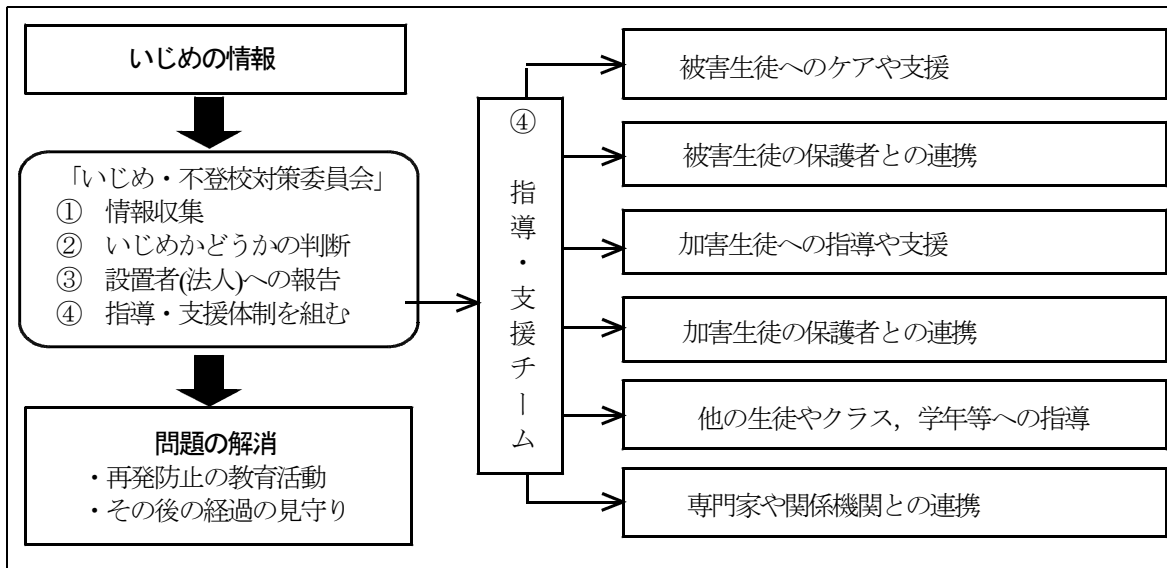 いじめの情報
「いじめ・不登校対策委員会」
① 情報収集
② いじめかどうかの判断
③ 設置者(法人)への報告
④ 指導・支援体制を組む
問題の解消
・再発防止の教育活動
・その後の経過の見守り
④ 指導・支援チーム
被害生徒へのケアや支援
被害生徒の保護者との連携
加害生徒への指導や支援
加害生徒の保護者との連携
他の生徒やクラス，学年等への指導
専門家や関係機関との連携